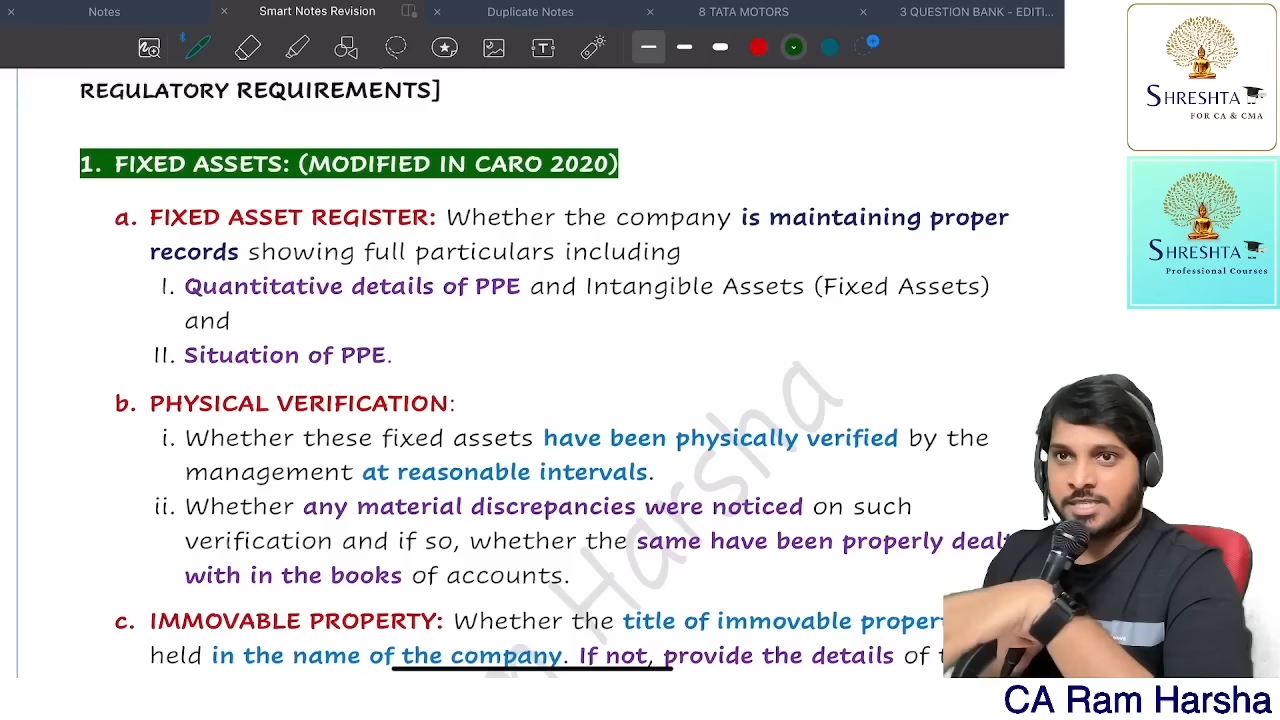 Notes
Smart Notes Revision
Duplicate Notes
8 TATA MOTORS
3 QUESTION BANK - EDITI...
REGULATORY REQUIREMENTS]
1. FIXED ASSETS: (MODIFIED IN CARO 2020)
a. FIXED ASSET REGISTER: Whether the company is maintaining proper
records showing full particulars including
I. Quantitative details of PPE and Intangible Assets (Fixed Assets)
and
II. Situation of PPE.
b. PHYSICAL VERIFICATION:
i. Whether these fixed assets have been physically verified by the
management at reasonable intervals.
ii. Whether any material discrepancies were noticed on such
verification and if so, whether the same have been properly dealt
with in the books of accounts.
c. IMMOVABLE PROPERTY: Whether the title of immovable
held in the name of the company. If not, provide the details of
Harsha
SHRESHTA
FOR CA & CMA
SHRESHTA
Professional Courses
CA Ram Harsha